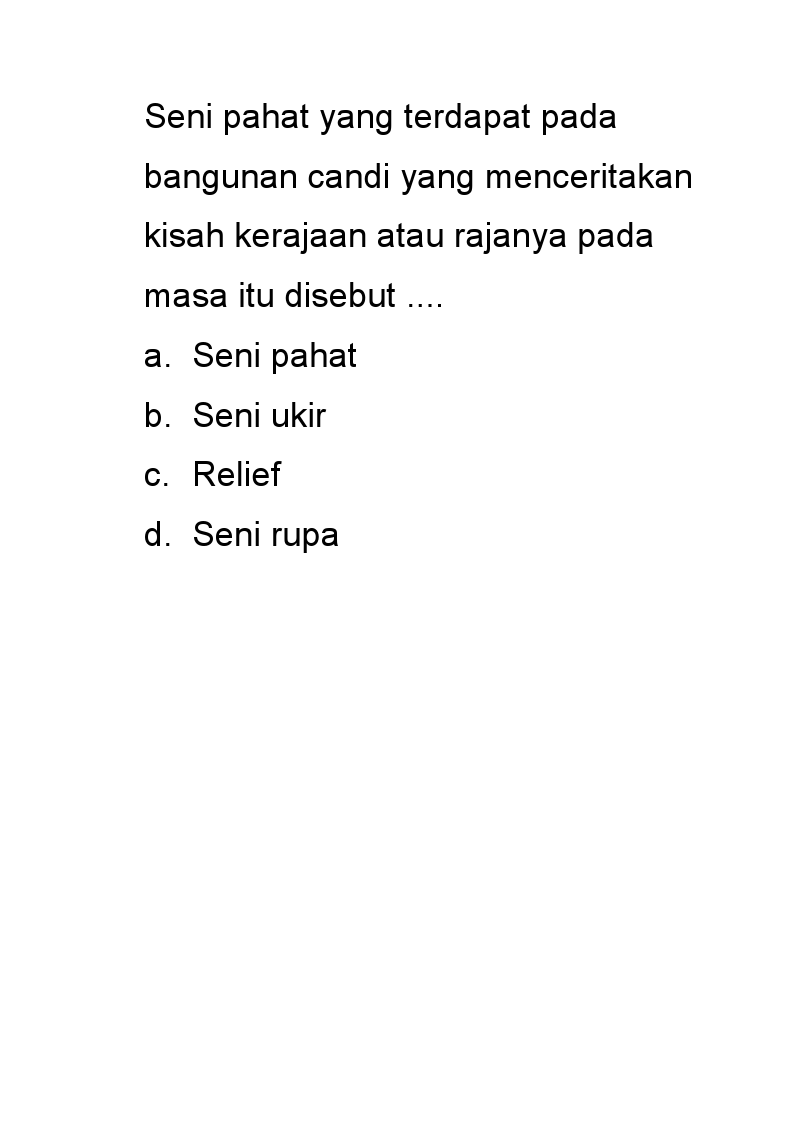 Seni pahat yang terdapat pada
bangunan candi yang menceritakan
kisah kerajaan atau rajanya pada
masa itu disebut ....
a. Seni pahat
b. Seni ukir
c. Relief
d. Seni rupa